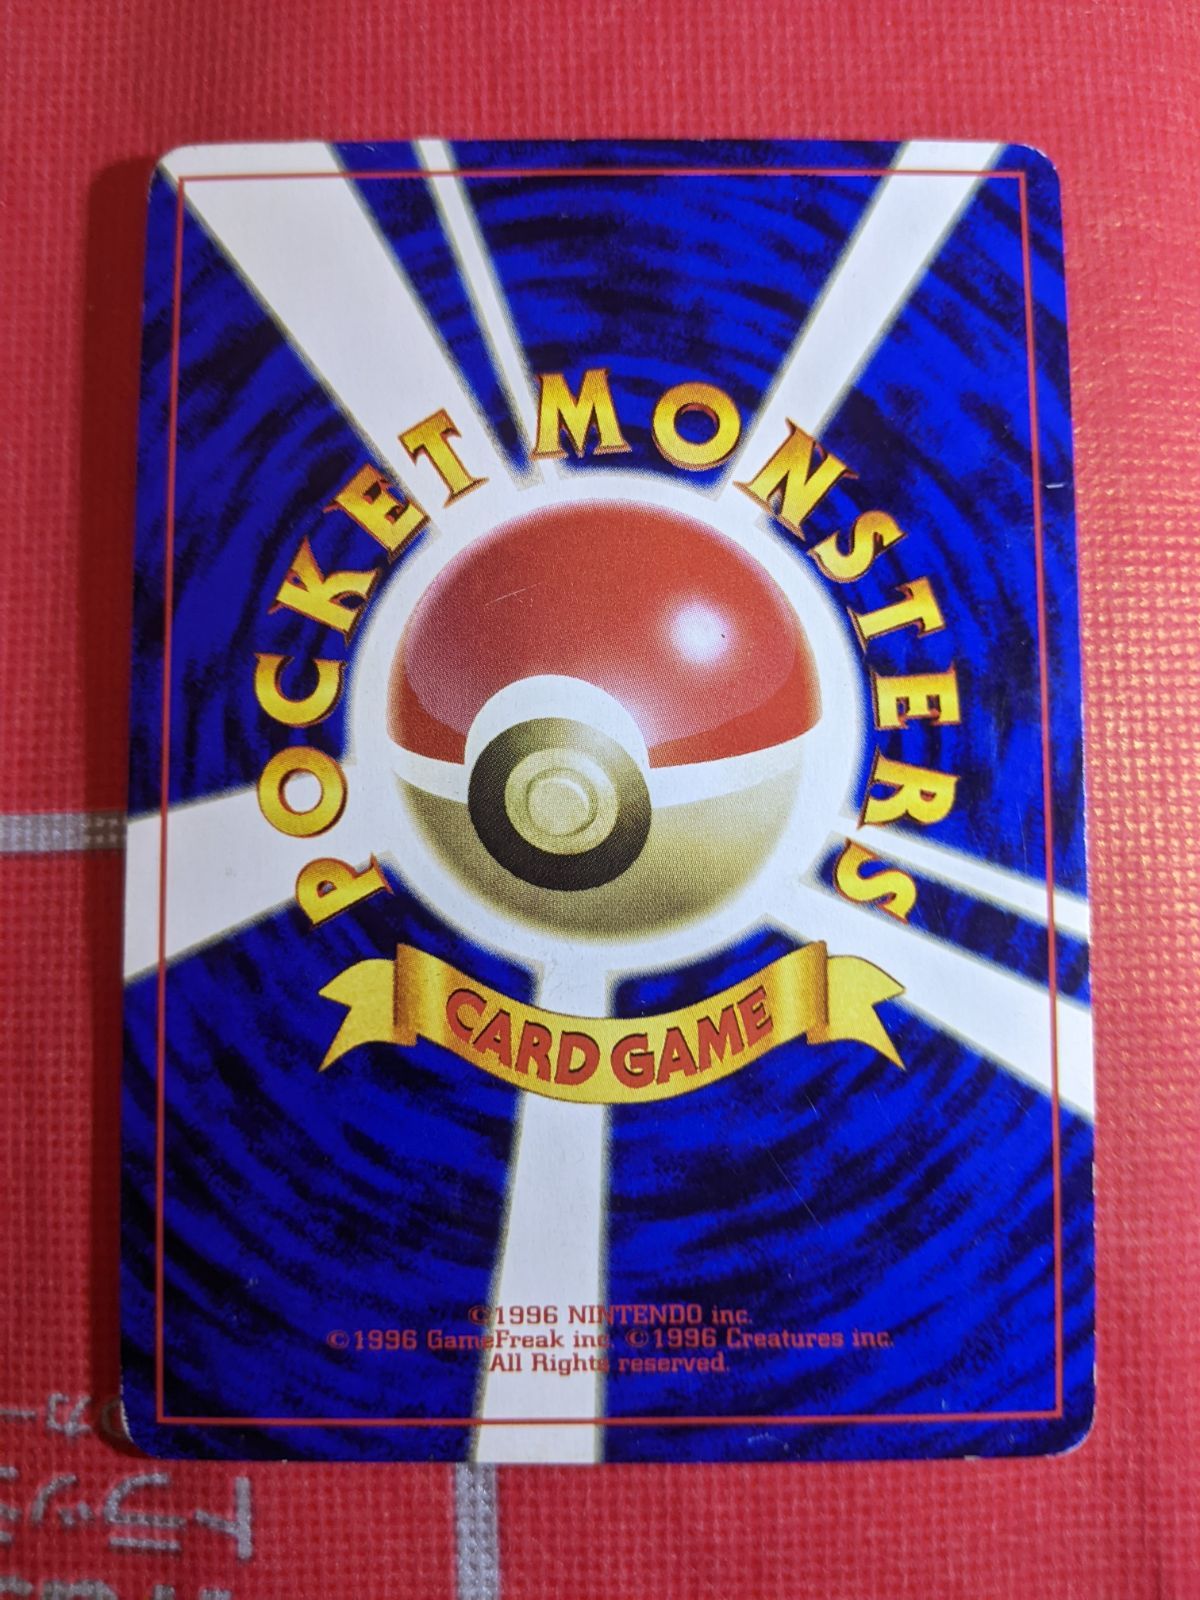 POCKET MONSTERS
CARD GAME
©1996 NINTENDO inc.
©1996 GameFreak inc. ©1996 Creatures inc.
All Rights reserved.